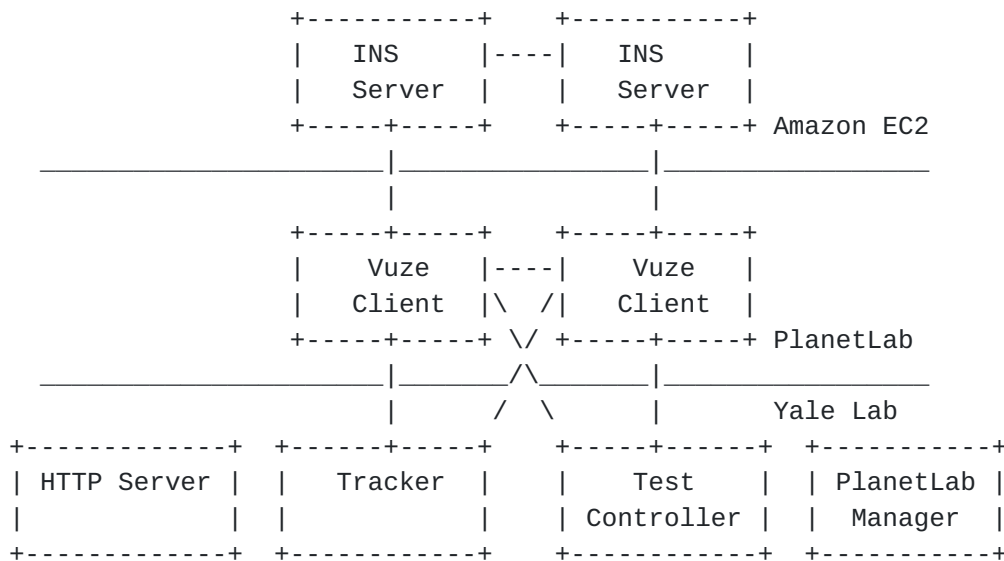 INS INS
Server Server
Amazon EC2
Vuze Vuze
Client Client
PlanetLab
Yale Lab
HTTP Server Tracker Test PlanetLab
Controller Manager